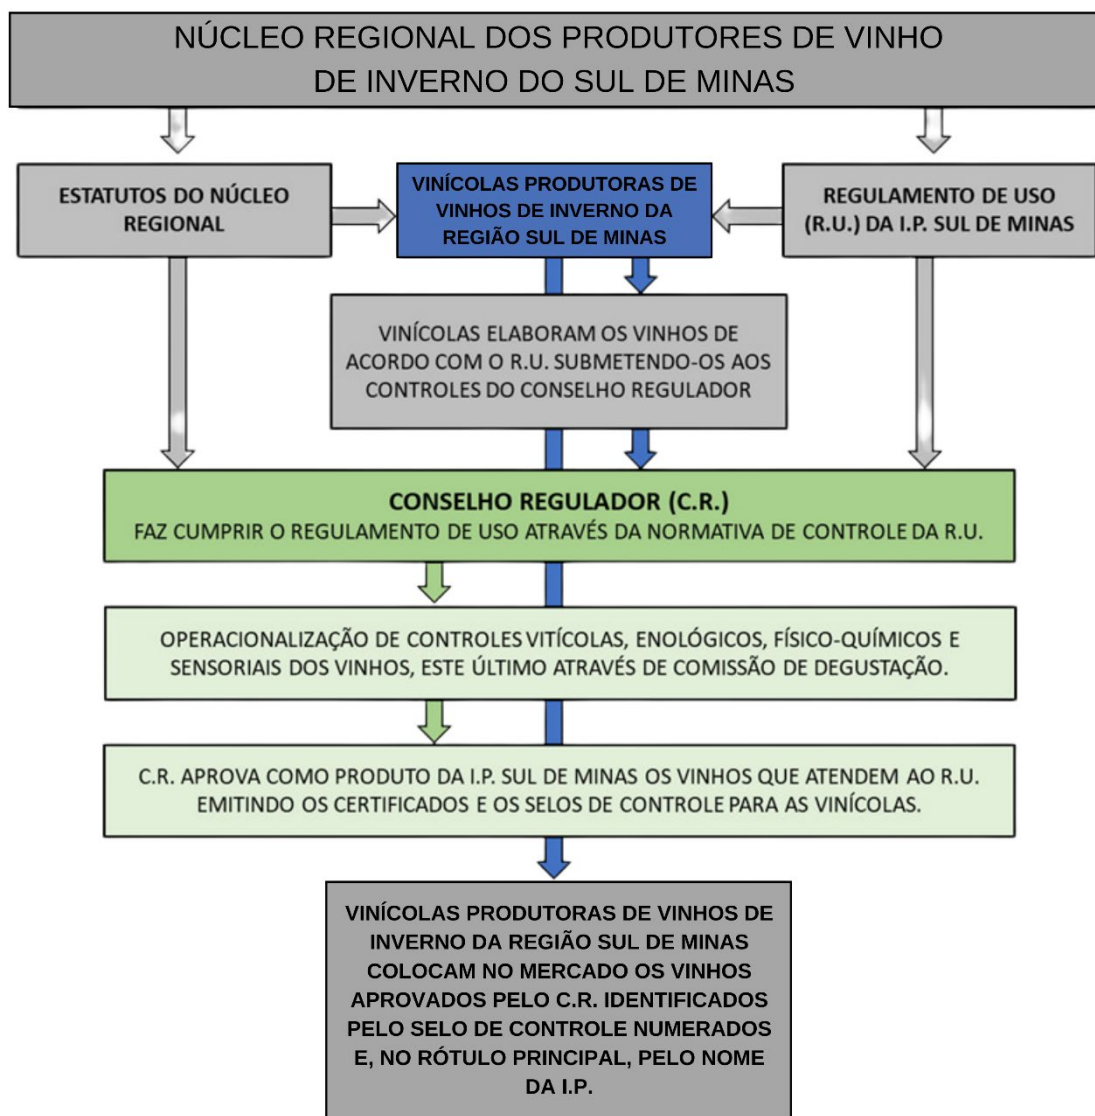 NÚCLEO REGIONAL DOS PRODUTORES DE VINHO
DE INVERNO DO SUL DE MINAS
ESTATUTOS DO NÚCLEO
REGIONAL
VINÍCOLAS PRODUTORAS DE
VINHOS DE INVERNO DA
REGIÃO SUL DE MINAS
REGULAMENTO DE USO
(R.U.) DA I.P. SUL DE MINAS
VINÍCOLAS ELABORAM OS VINHOS DE
ACORDO COM O R.U. SUBMETENDO-OS AOS
CONTROLES DO CONSELHO REGULADOR
CONSELHO REGULADOR (C.R.)
FAZ CUMPRIR O REGULAMENTO DE USO ATRAVÉS DA NORMATIVA DE CONTROLE DA R.U.
OPERACIONALIZAÇÃO DE CONTROLES VITÍCOLAS, ENOLÓGICOS, FÍSICO-QUÍMICOS E
SENSORIAIS DOS VINHOS, ESTE ÚLTIMO ATRAVÉS DE COMISSÃO DE DEGUSTAÇÃO.
C.R. APROVA COMO PRODUTO DA I.P. SUL DE MINAS OS VINHOS QUE ATENDEM AO R.U.
EMITINDO OS CERTIFICADOS E OS SELOS DE CONTROLE PARA AS VINÍCOLAS.
VINÍCOLAS PRODUTORAS DE VINHOS DE
INVERNO DA REGIÃO SUL DE MINAS
COLOCAM NO MERCADO OS VINHOS
APROVADOS PELO C.R. IDENTIFICADOS
PELO SELO DE CONTROLE NUMERADOS
E, NO RÓTULO PRINCIPAL, PELO NOME
DA I.P.